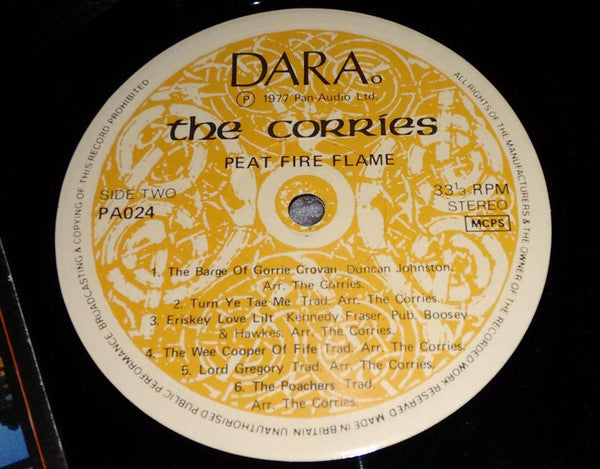 DARA
℗ 1977 Pan-Audio Ltd.
the corries
PEAT FIRE FLAME
SIDE TWO
PA024
33⅓ RPM
STEREO
MCPS
1. The Barge Of Gorrie Crovan Duncan Johnston.
Arr. The Corries.
2. Turn Ye Tae Me Trad. Arr. The Corries.
3. Eriskey Love Lilt Kennedy Fraser Pub. Boosey
& Hawkes. Arr. The Corries.
4. The Wee Cooper Of Fife Trad. Arr. The Corries.
5. Lord Gregory Trad. Arr. The Corries.
6. The Poachers Trad.
Arr. The Corries.
ALL RIGHTS OF THE MANUFACTURERS & THE OWNER OF THE RECORDED WORK RESERVED MADE IN BRITAIN UNAUTHORISED PUBLIC PERFORMANCE BROADCASTING & COPYING OF THIS RECORD PROHIBITED